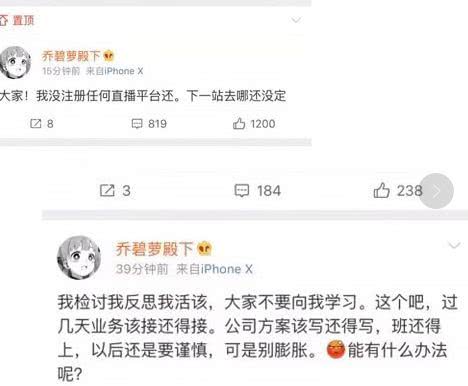 置顶
乔碧萝殿下
15分钟前 来自iPhone X
大家！我没注册任何直播平台还。下一站去哪还没定
8 819 1200
3 184 238
乔碧萝殿下
39分钟前 来自iPhone X
我检讨我反思我活该，大家不要向我学习。这个吧，过
几天业务该接还得接。公司方案该写还得写，班还得
上，以后还是要谨慎，可是别膨胀。能有什么办法
呢？